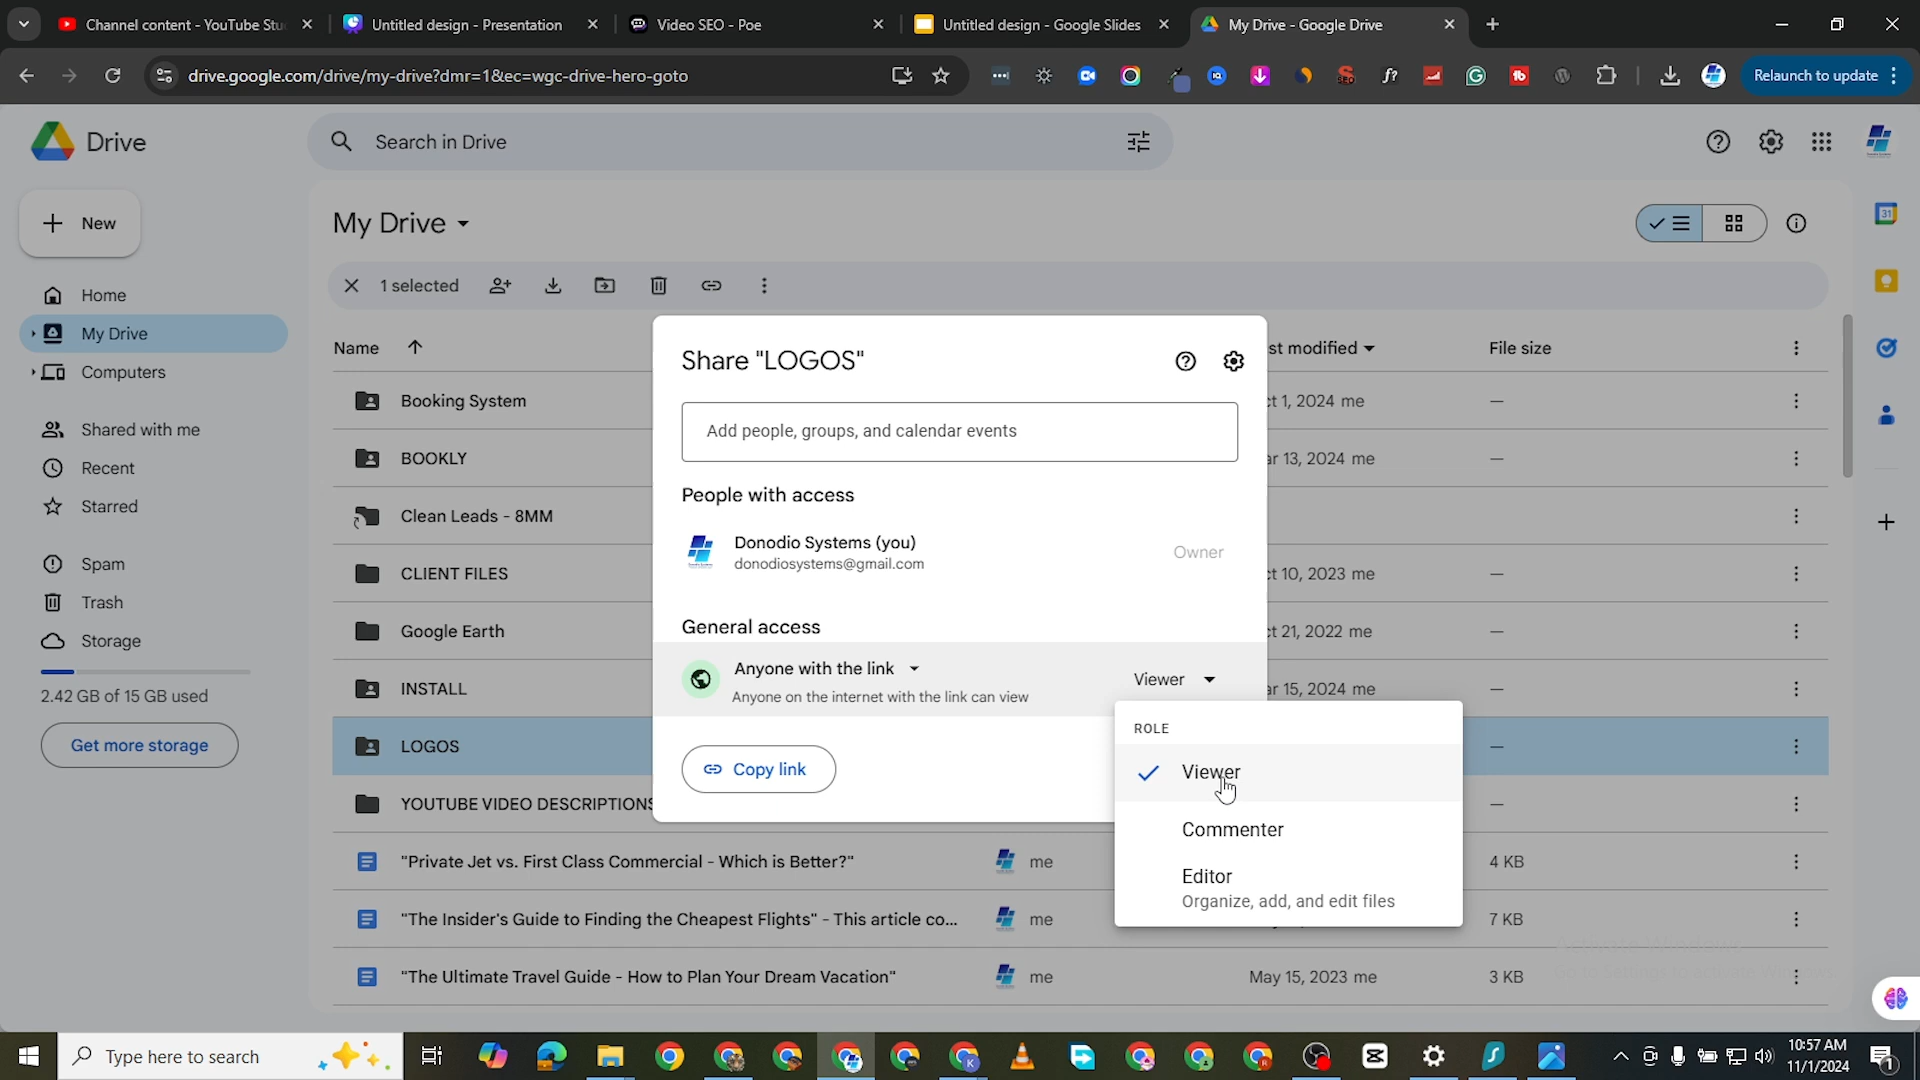 Channel content - YouTube Stu
Untitled design - Presentation
Video SEO - Poe
Untitled design - Google Slides
My Drive - Google Drive
drive.google.com/drive/my-drive?dmr=1&ec=wgc-drive-hero-goto
Relaunch to update
Drive
Search in Drive
New
My Drive
1 selected
Home
My Drive
Computers
Shared with me
Recent
Starred
Spam
Trash
Storage
2.42 GB of 15 GB used
Get more storage
Name
st modified
File size
Booking System
ct 1, 2024 me
—
BOOKLY
ar 13, 2024 me
—
Clean Leads - 8MM
CLIENT FILES
ct 10, 2023 me
—
Google Earth
ct 21, 2022 me
—
INSTALL
ar 15, 2024 me
—
LOGOS
—
YOUTUBE VIDEO DESCRIPTIONS
—
"Private Jet vs. First Class Commercial - Which is Better?"
me
4 KB
"The Insider's Guide to Finding the Cheapest Flights" - This article co...
me
7 KB
"The Ultimate Travel Guide - How to Plan Your Dream Vacation"
me
May 15, 2023 me
3 KB
Share "LOGOS"
Add people, groups, and calendar events
People with access
Donodio Systems (you)
donodiosystems@gmail.com
Owner
General access
Anyone with the link
Anyone on the internet with the link can view
Viewer
Copy link
ROLE
Viewer
Commenter
Editor
Organize, add, and edit files
Type here to search
10:57 AM
11/1/2024